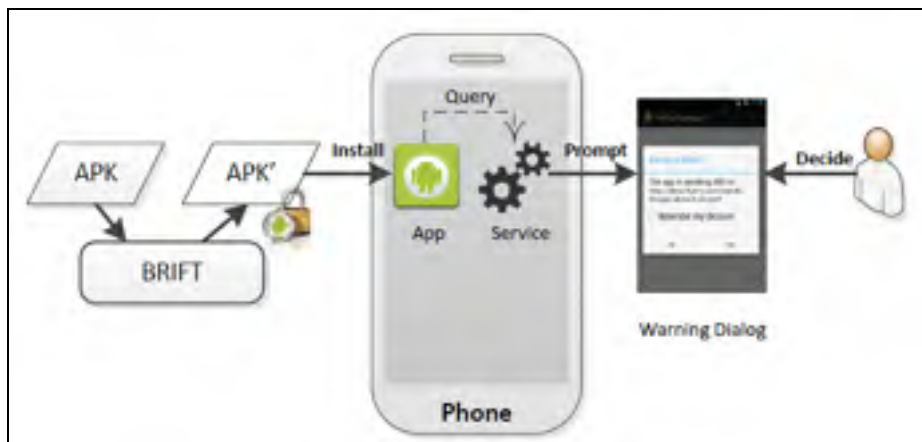 Query
APK
APK'
Install
Prompt
Decide
App
Service
BRIFT
Warning Dialog
Phone